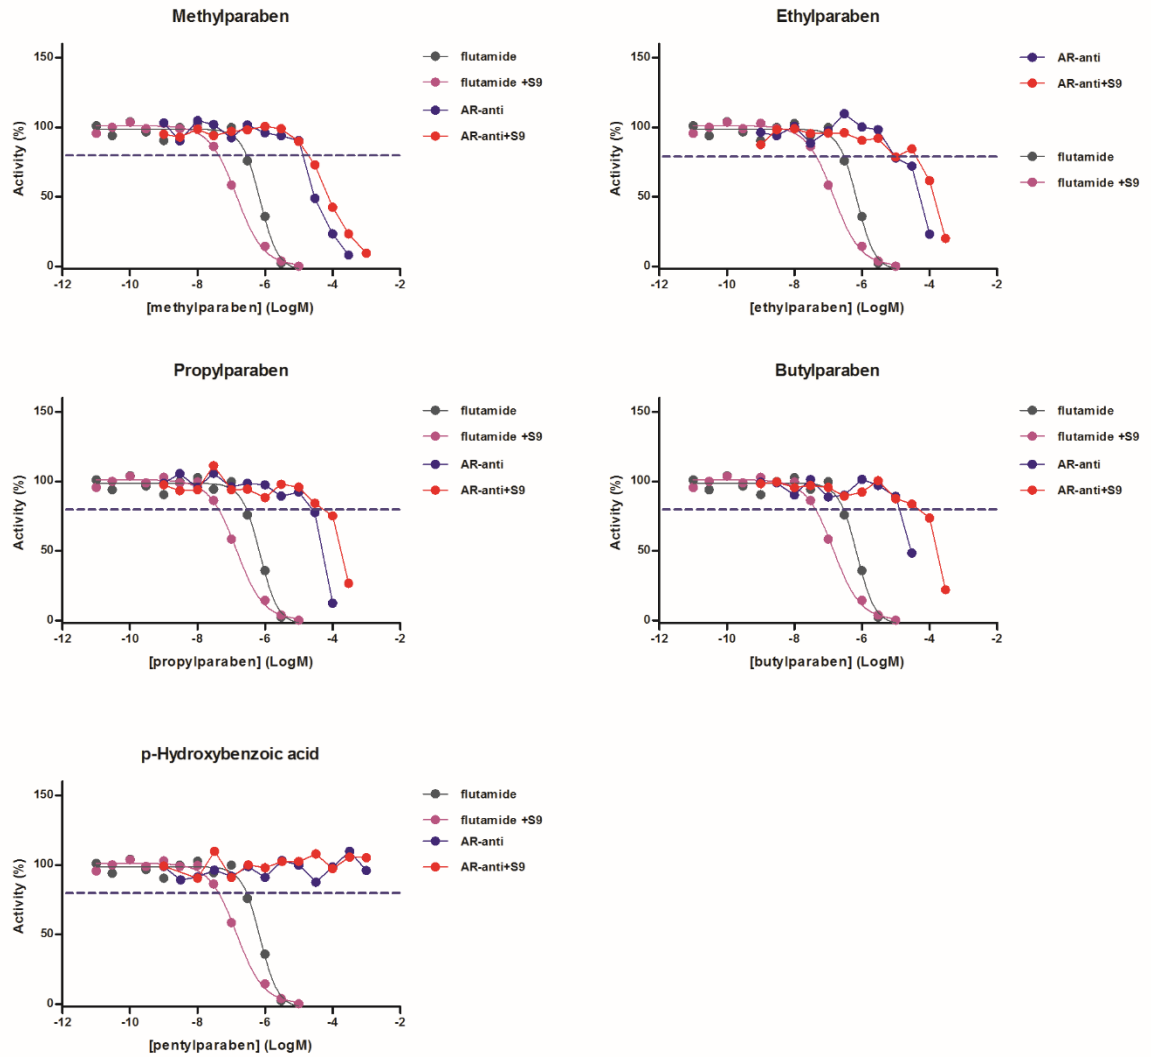 Methylparaben
150
100
50
0
Activity (%)
-12 -10 -8 -6 -4 -2
[methylparaben] (LogM)
flutamide
flutamide +S9
AR-anti
AR-anti+S9
Ethylparaben
150
100
50
0
Activity (%)
-12 -10 -8 -6 -4 -2
[ethylparaben] (LogM)
AR-anti
AR-anti+S9
flutamide
flutamide +S9
Propylparaben
150
100
50
0
Activity (%)
-12 -10 -8 -6 -4 -2
[propylparaben] (LogM)
flutamide
flutamide +S9
AR-anti
AR-anti+S9
Butylparaben
150
100
50
0
Activity (%)
-12 -10 -8 -6 -4 -2
[butylparaben] (LogM)
flutamide
flutamide +S9
AR-anti
AR-anti+S9
p-Hydroxybenzoic acid
150
100
50
0
Activity (%)
-12 -10 -8 -6 -4 -2
[pentylparaben] (LogM)
flutamide
flutamide +S9
AR-anti
AR-anti+S9